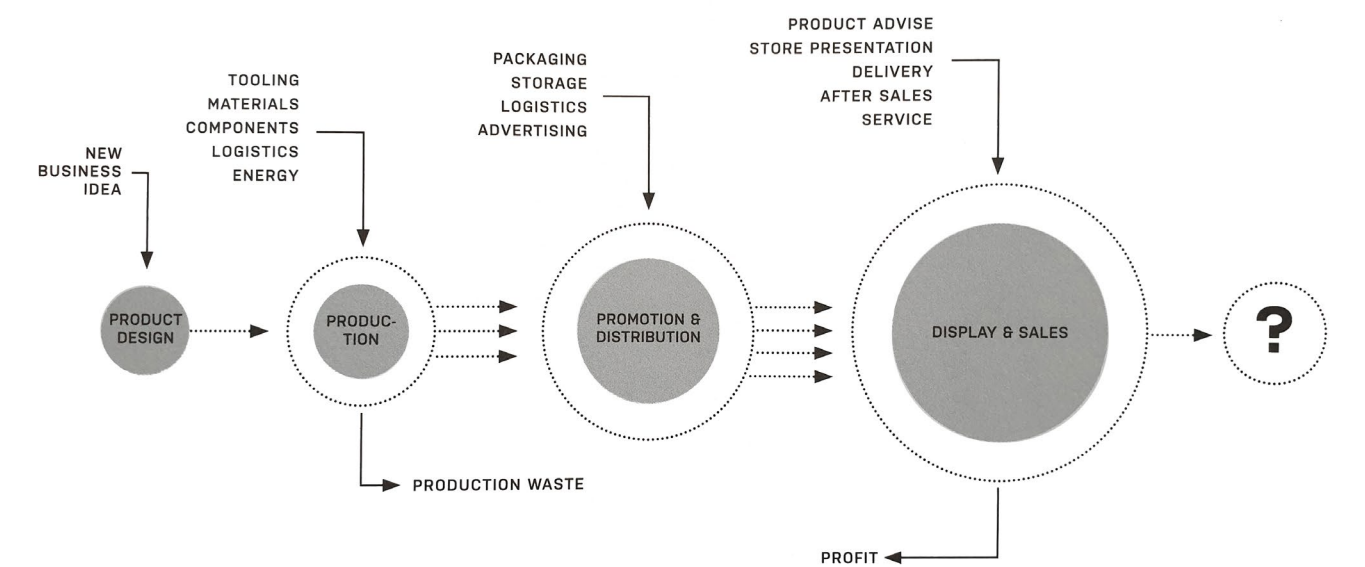 NEW
BUSINESS
IDEA
PRODUCT
DESIGN
TOOLING
MATERIALS
COMPONENTS
LOGISTICS
ENERGY
PRODUC-
TION
PRODUCTION WASTE
PACKAGING
STORAGE
LOGISTICS
ADVERTISING
PROMOTION &
DISTRIBUTION
PRODUCT ADVISE
STORE PRESENTATION
DELIVERY
AFTER SALES
SERVICE
DISPLAY & SALES
PROFIT
?